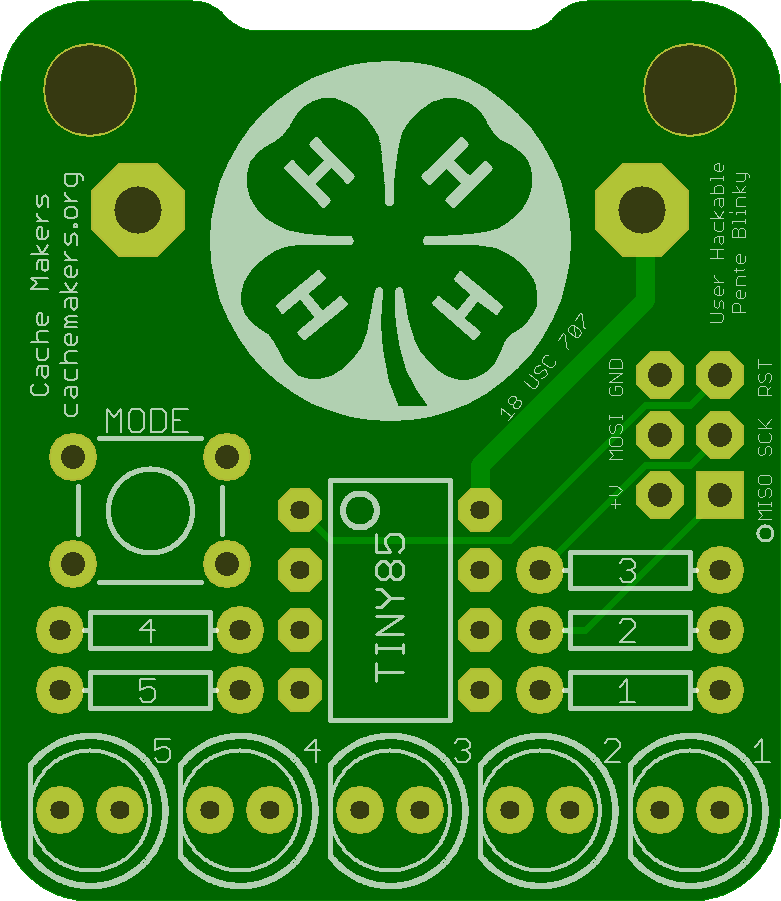 H H
H H
Cache Makers
cachemakers.org
User Hackable
Pente Blinky
18 USC 707
MOSI GND
+V
MISO SCK RST
MODE
TINY85
3
4
2
5
1
5
4
3
2
1